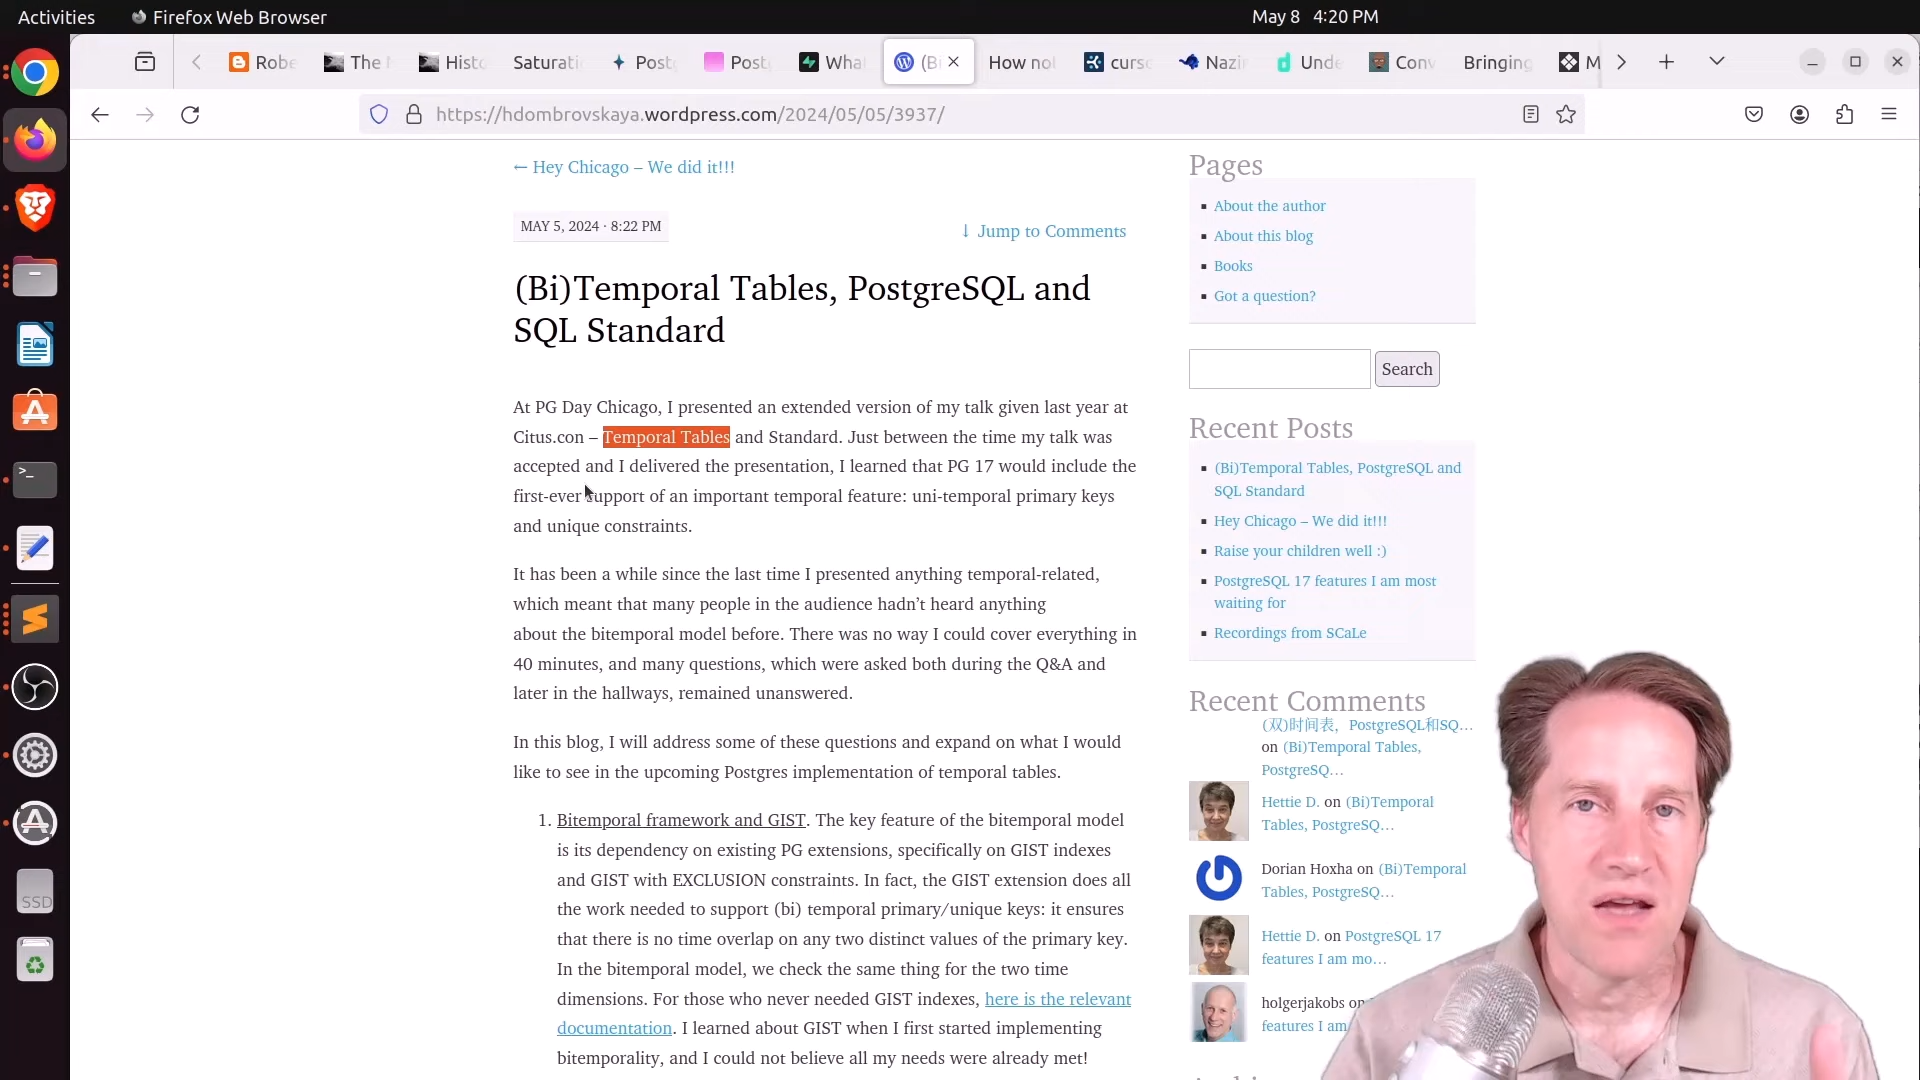 Activities
Firefox Web Browser
May 8 4:20 PM
Robe
The
Histo
Saturati
Postg
Postg
Wha
(B
How no
curso
Nazi
Unde
Conv
Bringing
M
https://hdombrovskaya.wordpress.com/2024/05/05/3937/
← Hey Chicago – We did it!!!
MAY 5, 2024 · 8:22 PM
↓ Jump to Comments
(Bi)Temporal Tables, PostgreSQL and
SQL Standard
At PG Day Chicago, I presented an extended version of my talk given last year at
Citus.con – Temporal Tables and Standard. Just between the time my talk was
accepted and I delivered the presentation, I learned that PG 17 would include the
first-ever support of an important temporal feature: uni-temporal primary keys
and unique constraints.
It has been a while since the last time I presented anything temporal-related,
which meant that many people in the audience hadn’t heard anything
about the bitemporal model before. There was no way I could cover everything in
40 minutes, and many questions, which were asked both during the Q&A and
later in the hallways, remained unanswered.
In this blog, I will address some of these questions and expand on what I would
like to see in the upcoming Postgres implementation of temporal tables.
1. Bitemporal framework and GIST. The key feature of the bitemporal model
is its dependency on existing PG extensions, specifically on GIST indexes
and GIST with EXCLUSION constraints. In fact, the GIST extension does all
the work needed to support (bi) temporal primary/unique keys: it ensures
that there is no time overlap on any two distinct values of the primary key.
In the bitemporal model, we check the same thing for the two time
dimensions. For those who never needed GIST indexes, here is the relevant
documentation. I learned about GIST when I first started implementing
bitemporality, and I could not believe all my needs were already met!
Pages
About the author
About this blog
Books
Got a question?
Search
Recent Posts
(Bi)Temporal Tables, PostgreSQL and
SQL Standard
Hey Chicago – We did it!!!
Raise your children well :)
PostgreSQL 17 features I am most
waiting for
Recordings from SCaLe
Recent Comments
(双)时间表，PostgreSQL和SQ…
on (Bi)Temporal Tables,
PostgreSQ…
Hettie D. on (Bi)Temporal
Tables, PostgreSQ…
Dorian Hoxha on (Bi)Temporal
Tables, PostgreSQ…
Hettie D. on PostgreSQL 17
features I am mo…
holgerjakobs on
features I am
SSD